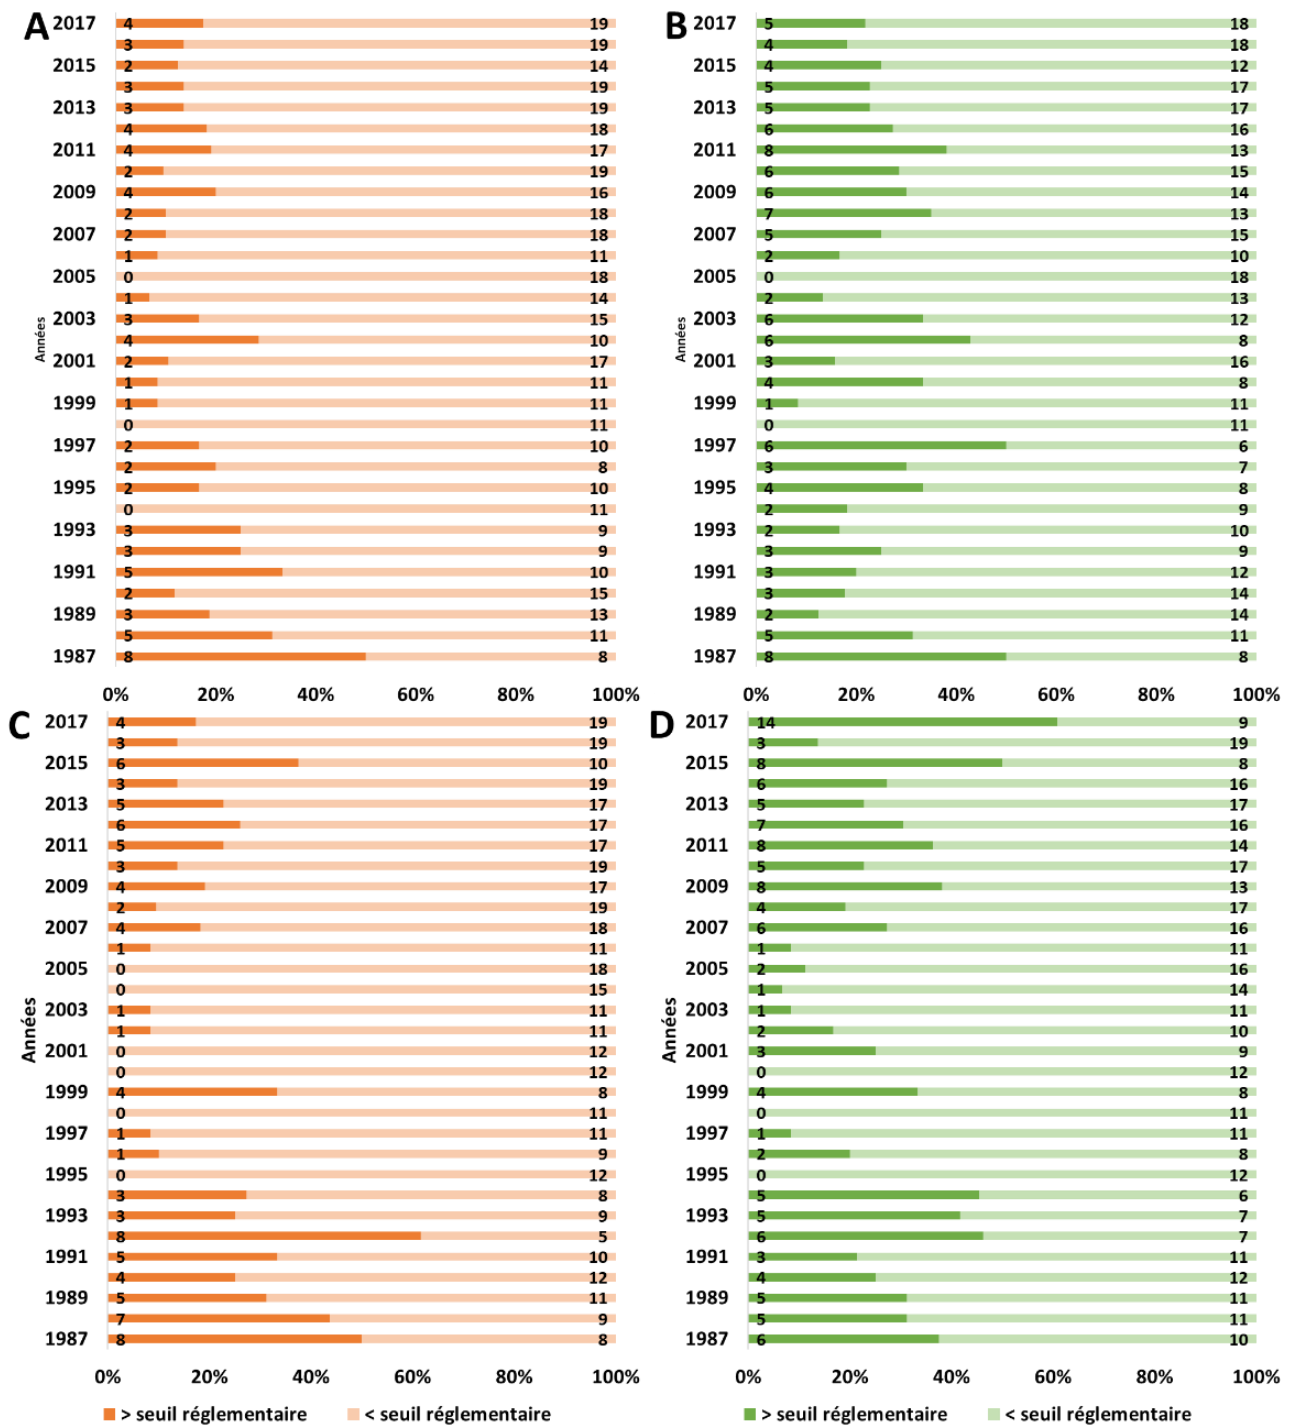 A
2017 4 19
3 19
2015 2 14
3 19
2013 3 19
4 18
2011 4 17
2 19
2009 4 16
2 18
2007 2 18
1 11
2005 0 18
1 14
2003 3 15
4 10
2001 2 17
1 11
1999 1 11
0 11
1997 2 10
2 8
1995 2 10
0 11
1993 3 9
3 9
1991 5 10
2 15
1989 3 13
5 11
1987 8 8
Années
0% 20% 40% 60% 80% 100%
B
2017 5 18
4 18
2015 4 12
5 17
2013 5 17
6 16
2011 8 13
6 15
2009 6 14
7 13
2007 5 15
2 10
2005 0 18
2 13
2003 6 12
6 8
2001 3 16
4 8
1999 1 11
0 11
1997 6 6
3 7
1995 4 8
2 9
1993 2 10
3 9
1991 3 12
3 14
1989 2 14
5 11
1987 8 8
Années
0% 20% 40% 60% 80% 100%
C
2017 4 19
3 19
2015 6 10
3 19
2013 5 17
6 17
2011 5 17
3 19
2009 4 17
2 19
2007 4 18
1 11
2005 0 18
0 15
2003 1 11
1 11
2001 0 12
0 12
1999 4 8
0 11
1997 1 11
1 9
1995 0 12
3 8
1993 3 9
8 5
1991 5 10
4 12
1989 5 11
7 9
1987 8 8
Années
0% 20% 40% 60% 80% 100%
> seuil réglementaire < seuil réglementaire
D
2017 14 9
3 19
2015 8 8
6 16
2013 5 17
7 16
2011 8 14
5 17
2009 8 13
4 17
2007 6 16
1 11
2005 2 16
1 14
2003 1 11
2 10
2001 3 9
0 12
1999 4 8
0 11
1997 1 11
2 8
1995 0 12
5 6
1993 5 7
6 7
1991 3 11
4 12
1989 5 11
5 11
1987 6 10
Années
0% 20% 40% 60% 80% 100%
> seuil réglementaire < seuil réglementaire